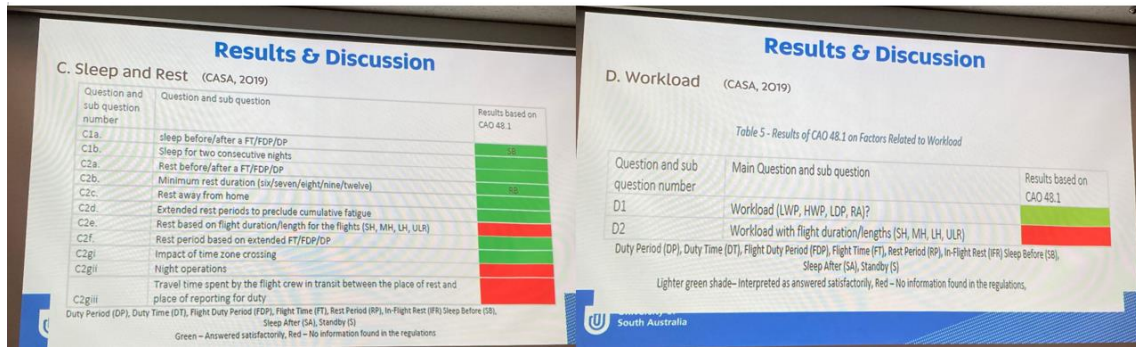 Results & Discussion
C. Sleep and Rest (CASA, 2019)
Question and sub question number
Question and sub question
Results based on CAO 48.1
C1a. sleep before/after a FT/FDP/DP SB
C1b. Sleep for two consecutive nights
C2a. Rest before/after a FT/FDP/DP
C2b. Minimum rest duration (six/seven/eight/nine/twelve)
C2c. Rest away from home
C2d. Extended rest periods to preclude cumulative fatigue
C2e. Rest based on flight duration/length for the flights (SH, MH, LH, ULR)
C2f. Rest period based on extended FT/FDP/DP
C2gi Impact of time zone crossing
C2gii Night operations
C2giii Travel time spent by the flight crew in transit between the place of rest and place of reporting for duty
Duty Period (DP), Duty Time (DT), Flight Duty Period (FDP), Flight Time (FT), Rest Period (RP), In-Flight Rest (IFR) Sleep Before (SB),
Sleep After (SA), Standby (S)
Green – Answered satisfactorily, Red – No information found in the regulations
Results & Discussion
D. Workload (CASA, 2019)
Table 5 - Results of CAO 48.1 on Factors Related to Workload
Question and sub question number
Main Question and sub question
Results based on CAO 48.1
D1 Workload (LWP, HWP, LDP, RA)?
D2 Workload with flight duration/lengths (SH, MH, LH, ULR)
Duty Period (DP), Duty Time (DT), Flight Duty Period (FDP), Flight Time (FT), Rest Period (RP), In-Flight Rest (IFR) Sleep Before (SB),
Sleep After (SA), Standby (S)
Lighter green shade– Interpreted as answered satisfactorily, Red – No information found in the regulations,
South Australia